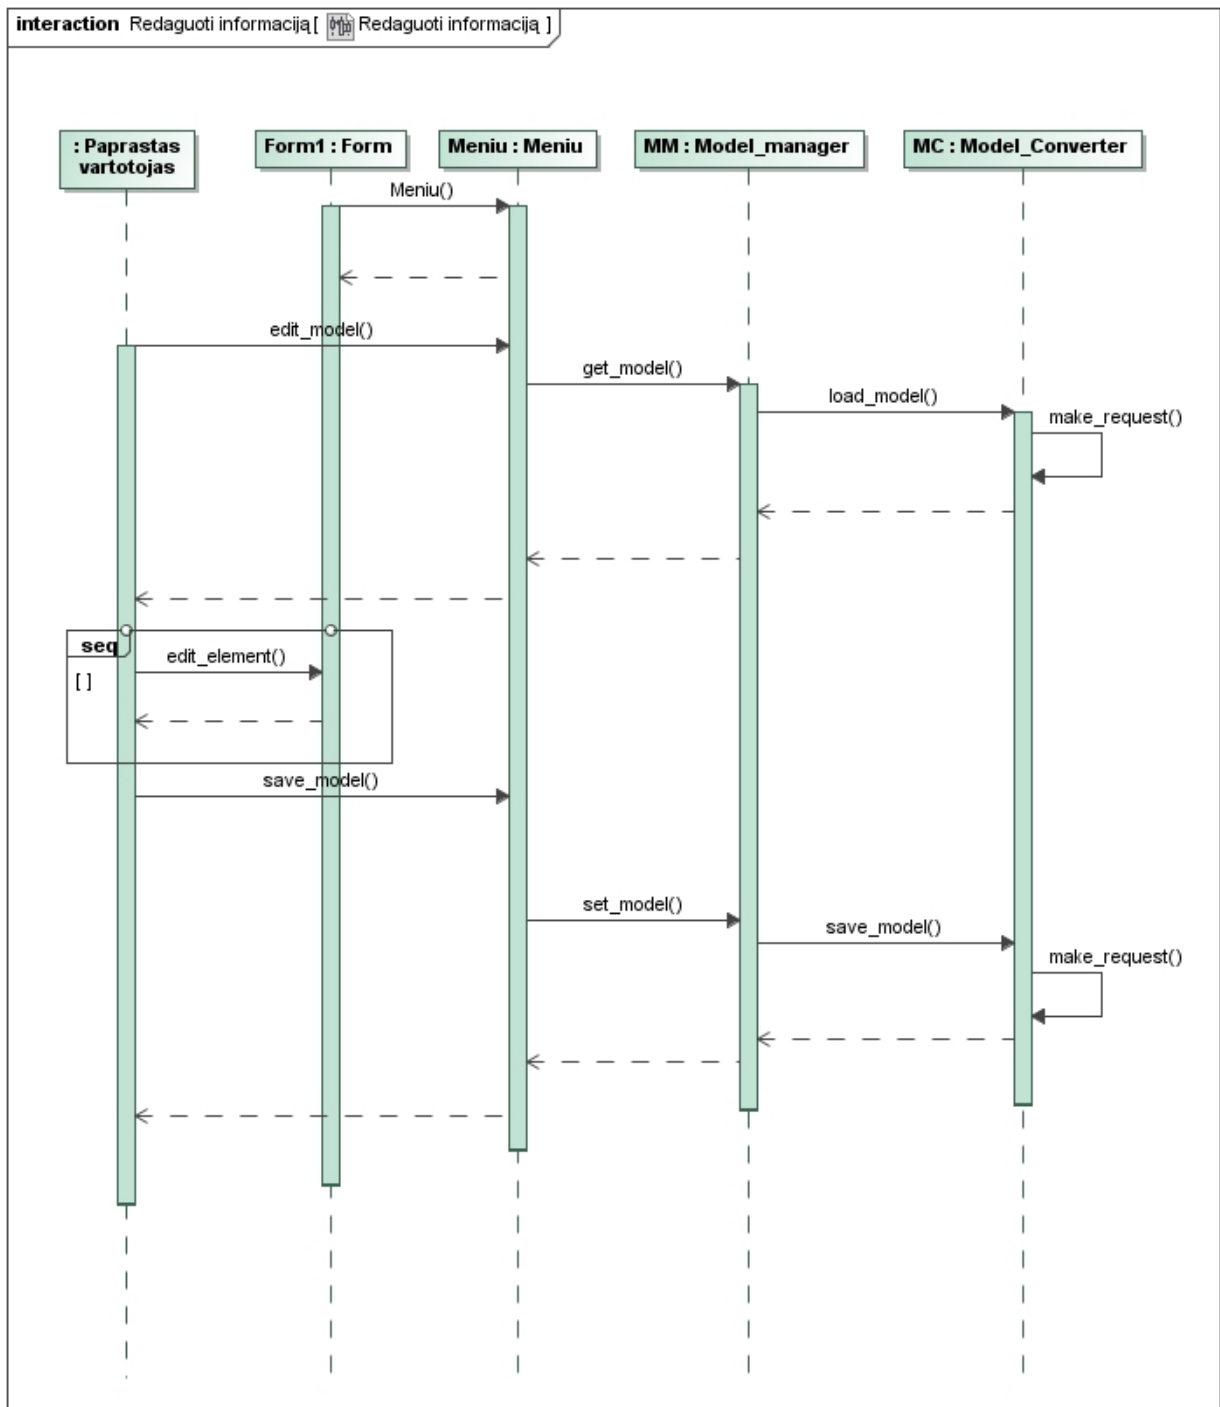 interaction Redaguoti informaciją [ Redaguoti informaciją ]
: Paprastas
vartotojas
Form1 : Form
Meniu : Meniu
MM : Model_manager
MC : Model_Converter
Meniu()
edit_model()
get_model()
load_model()
make_request()
seq
edit_element()
[ ]
save_model()
set_model()
save_model()
make_request()